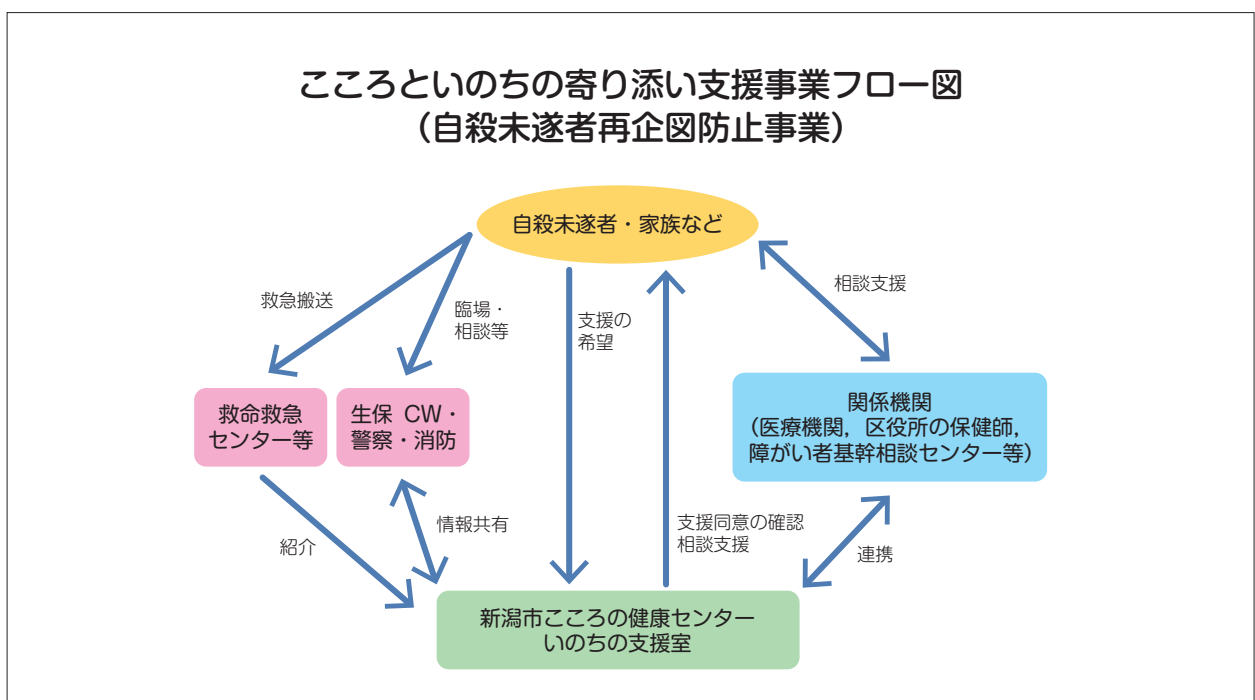 こころといのちの寄り添い支援事業フロー図
（自殺未遂者再企図防止事業）
自殺未遂者・家族など
救急搬送
臨場・
相談等
支援の
希望
相談支援
救命救急
センター等
生保 CW・
警察・消防
関係機関
（医療機関，区役所の保健師，
障がい者基幹相談センター等）
紹介
情報共有
支援同意の確認
相談支援
連携
新潟市こころの健康センター
いのちの支援室